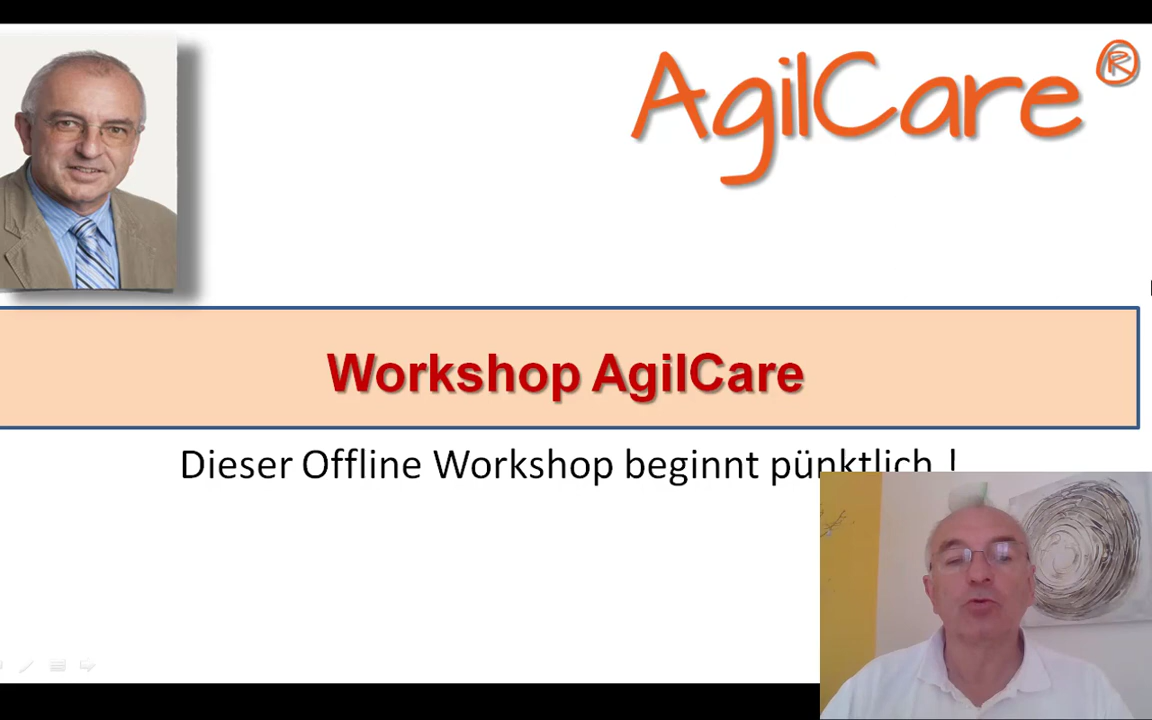 AgilCare ®
Workshop AgilCare
Dieser Offline Workshop beginnt pünktlich !